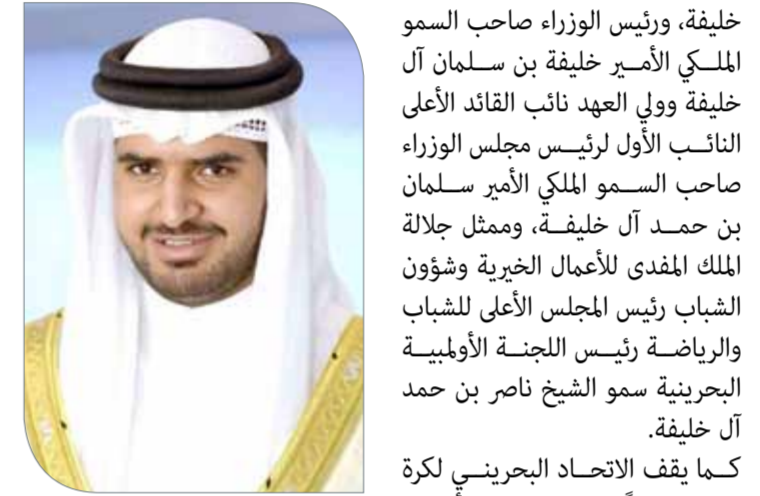 خليفة، ورئيس الوزراء صاحب السمو
الملكي الأمير خليفة بن سلمان آل
خليفة وولي العهد نائب القائد الأعلى
النائب الأول لرئيس مجلس الوزراء
صاحب السمو الملكي الأمير سلمان
بن حمد آل خليفة، وممثل جلالة
الملك المفدى للأعمال الخيرية وشؤون
الشباب رئيس المجلس الأعلى للشباب
والرياضة رئيس اللجنة الأولمبية
البحرينية سمو الشيخ ناصر بن حمد
آل خليفة.
كما يقف الاتحاد البحريني لكرة